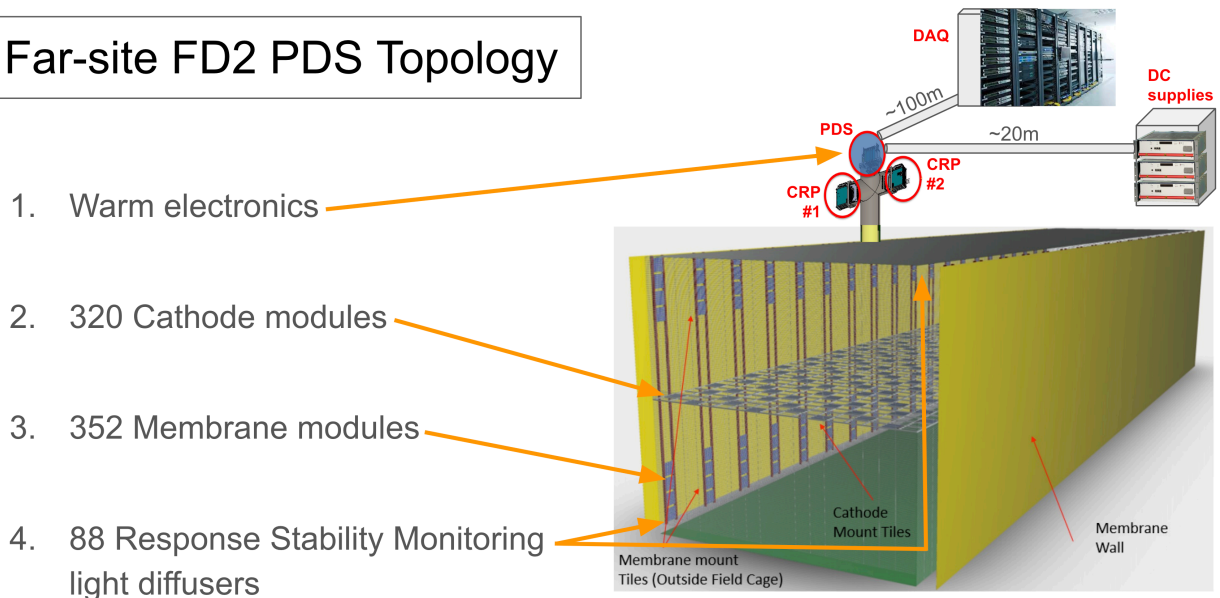 Far-site FD2 PDS Topology
1. Warm electronics
2. 320 Cathode modules
3. 352 Membrane modules
4. 88 Response Stability Monitoring
light diffusers
DAQ
DC
supplies
~100m
~20m
PDS
CRP
#2
CRP
#1
Cathode
Mount Tiles
Membrane
Wall
Membrane mount
Tiles (Outside Field Cage)